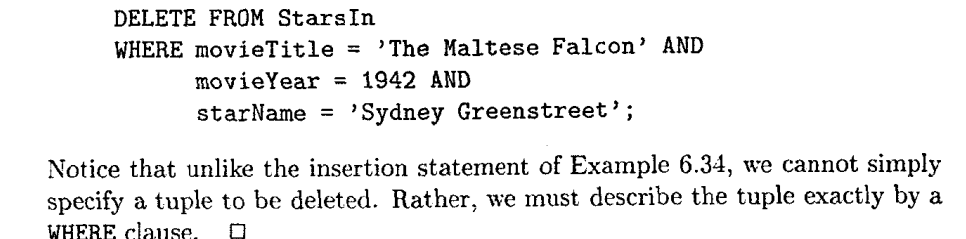 DELETE FROM StarsIn
WHERE movieTitle = 'The Maltese Falcon' AND
movieYear = 1942 AND
starName = 'Sydney Greenstreet';
Notice that unlike the insertion statement of Example 6.34, we cannot simply
specify a tuple to be deleted. Rather, we must describe the tuple exactly by a
WHERE clause. □